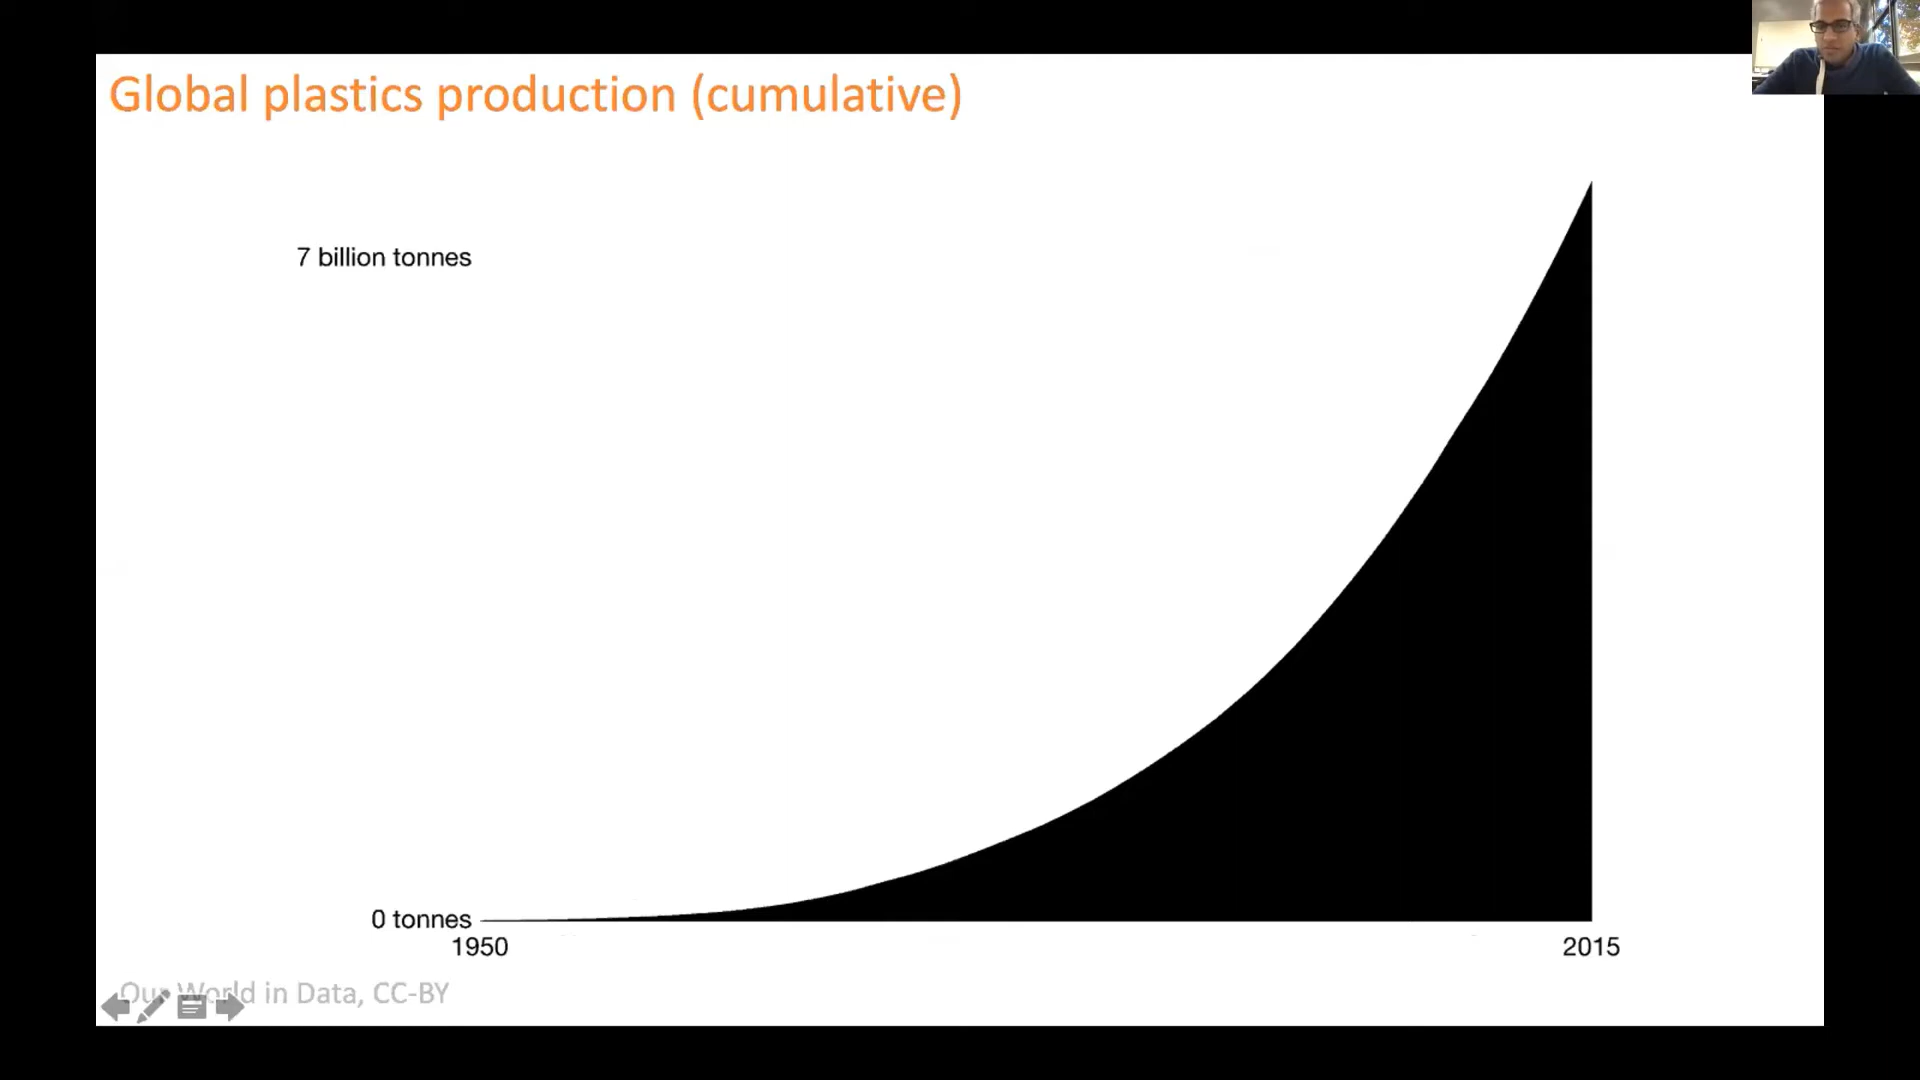 Global plastics production (cumulative)
7 billion tonnes
0 tonnes
1950
2015
Our World in Data, CC-BY